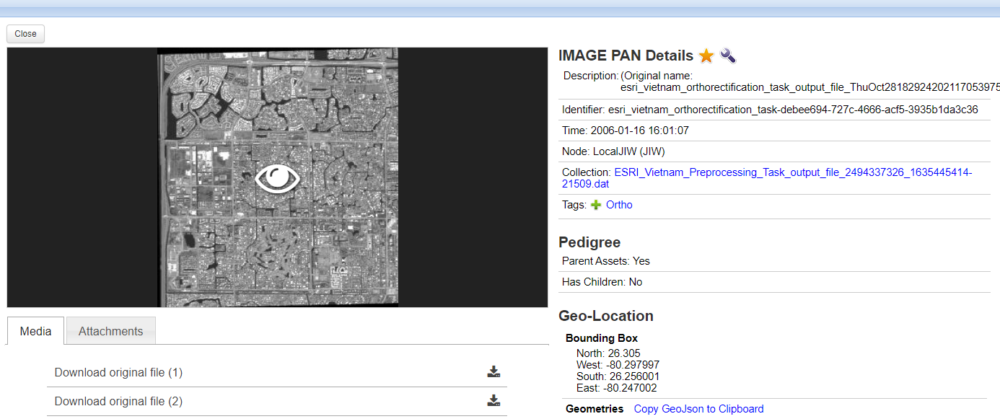 Close
IMAGE PAN Details
Description: (Original name:
esri_vietnam_orthorectification_task_output_file_ThuOct28182924202117053975
Identifier: esri_vietnam_orthorectification_task-debee694-727c-4666-acf5-3935b1da3c36
Time: 2006-01-16 16:01:07
Node: LocalJIW (JIW)
Collection: ESRI_Vietnam_Preprocessing_Task_output_file_2494337326_1635445414-
21509.dat
Tags: Ortho
Pedigree
Parent Assets: Yes
Has Children: No
Geo-Location
Bounding Box
North: 26.305
West: -80.297997
South: 26.256001
East: -80.247002
Geometries Copy GeoJson to Clipboard
Media Attachments
Download original file (1)
Download original file (2)